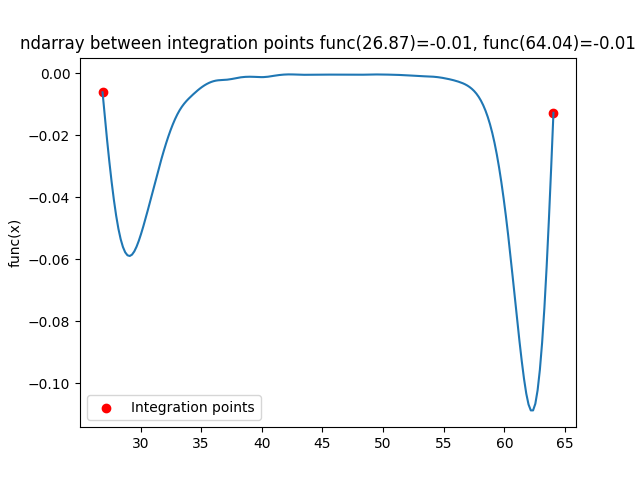 ndarray between integration points func(26.87)=-0.01, func(64.04)=-0.01
0.00
−0.02
−0.04
−0.06
−0.08
−0.10
func(x)
Integration points
30 35 40 45 50 55 60 65